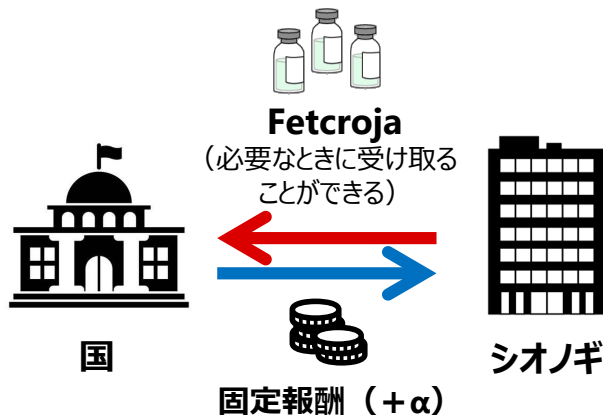 Fetcroja
（必要なときに受け取る
ことができる）
国
シオノギ
固定報酬（＋α）